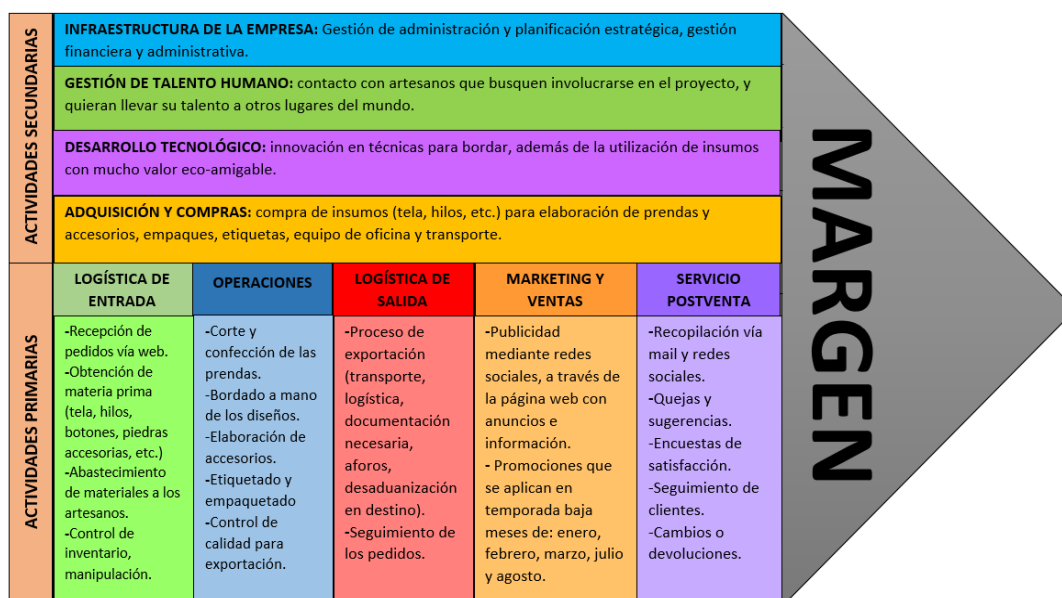 ACTIVIDADES SECUNDARIAS
INFRAESTRUCTURA DE LA EMPRESA: Gestión de administración y planificación estratégica, gestión
financiera y administrativa.
GESTIÓN DE TALENTO HUMANO: contacto con artesanos que busquen involucrarse en el proyecto, y
quieran llevar su talento a otros lugares del mundo.
DESARROLLO TECNOLÓGICO: innovación en técnicas para bordar, además de la utilización de insumos
con mucho valor eco-amigable.
ADQUISICIÓN Y COMPRAS: compra de insumos (tela, hilos, etc.) para elaboración de prendas y
accesorios, empaques, etiquetas, equipo de oficina y transporte.
ACTIVIDADES PRIMARIAS
LOGÍSTICA DE
ENTRADA
-Recepción de
pedidos vía web.
-Obtención de
materia prima
(tela, hilos,
botones, piedras
accesorias, etc.)
-Abastecimiento
de materiales a los
artesanos.
-Control de
inventario,
manipulación.
OPERACIONES
-Corte y
confección de las
prendas.
-Bordado a mano
de los diseños.
-Elaboración de
accesorios.
-Etiquetado y
empaquetado
-Control de
calidad para
exportación.
LOGÍSTICA DE
SALIDA
-Proceso de
exportación
(transporte,
logística,
documentación
necesaria,
aforos,
desaduanización
en destino).
-Seguimiento de
los pedidos.
MARKETING Y
VENTAS
-Publicidad
mediante redes
sociales, a través de
la página web con
anuncios e
información.
- Promociones que
se aplican en
temporada baja
meses de: enero,
febrero, marzo, julio
y agosto.
SERVICIO
POSTVENTA
-Recopilación vía
mail y redes
sociales.
-Quejas y
sugerencias.
-Encuestas de
satisfacción.
-Seguimiento de
clientes.
-Cambios o
devoluciones.
MARGEN